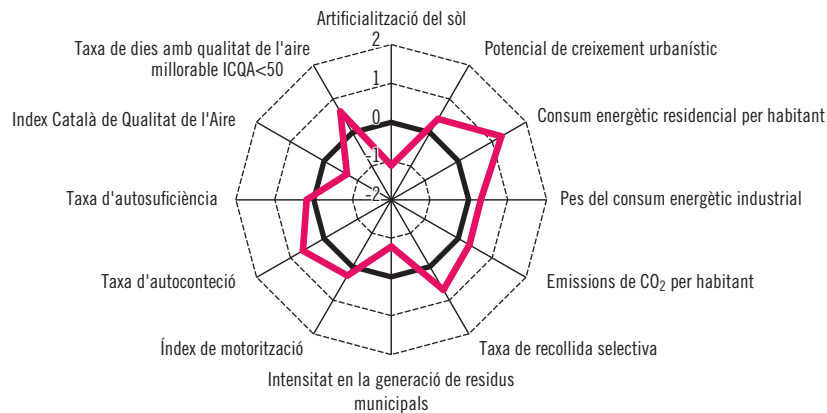 Artificialització del sòl
2
1
0
-1
-2
Potencial de creixement urbanístic
Consum energètic residencial per habitant
Pes del consum energètic industrial
Emissions de CO₂ per habitant
Taxa de recollida selectiva
Intensitat en la generació de residus
municipals
Índex de motorització
Taxa d'autoconteció
Taxa d'autosuficiència
Index Català de Qualitat de l'Aire
Taxa de dies amb qualitat de l'aire
millorable ICQA<50